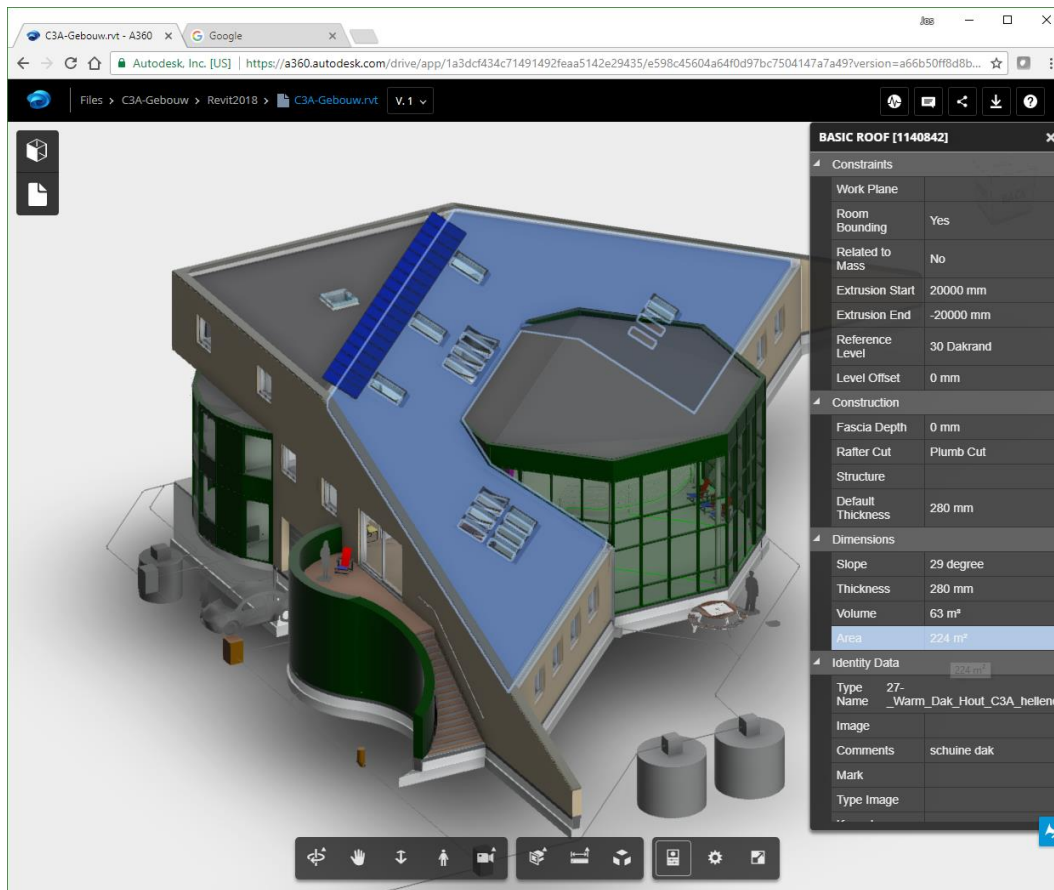 Jos
C3A-Gebouw.rvt - A360
Google
Autodesk, Inc. [US]
https://a360.autodesk.com/drive/app/1a3dcf434c71491492feaa5142e29435/e598c45604a64f0d97bc7504147a7a49?version=a66b50ff8d8b...
Files > C3A-Gebouw > Revit2018 > C3A-Gebouw.rvt
V. 1
BASIC ROOF [1140842]
Constraints
Work Plane
Room Bounding Yes
Related to Mass No
Extrusion Start 20000 mm
Extrusion End -20000 mm
Reference Level 30 Dakrand
Level Offset 0 mm
Construction
Fascia Depth 0 mm
Rafter Cut Plumb Cut
Structure
Default Thickness 280 mm
Dimensions
Slope 29 degree
Thickness 280 mm
Volume 63 m³
Area 224 m²
Identity Data
224 m²
Type Name 27-_Warm_Dak_Hout_C3A_hellend
Image
Comments schuine dak
Mark
Type Image